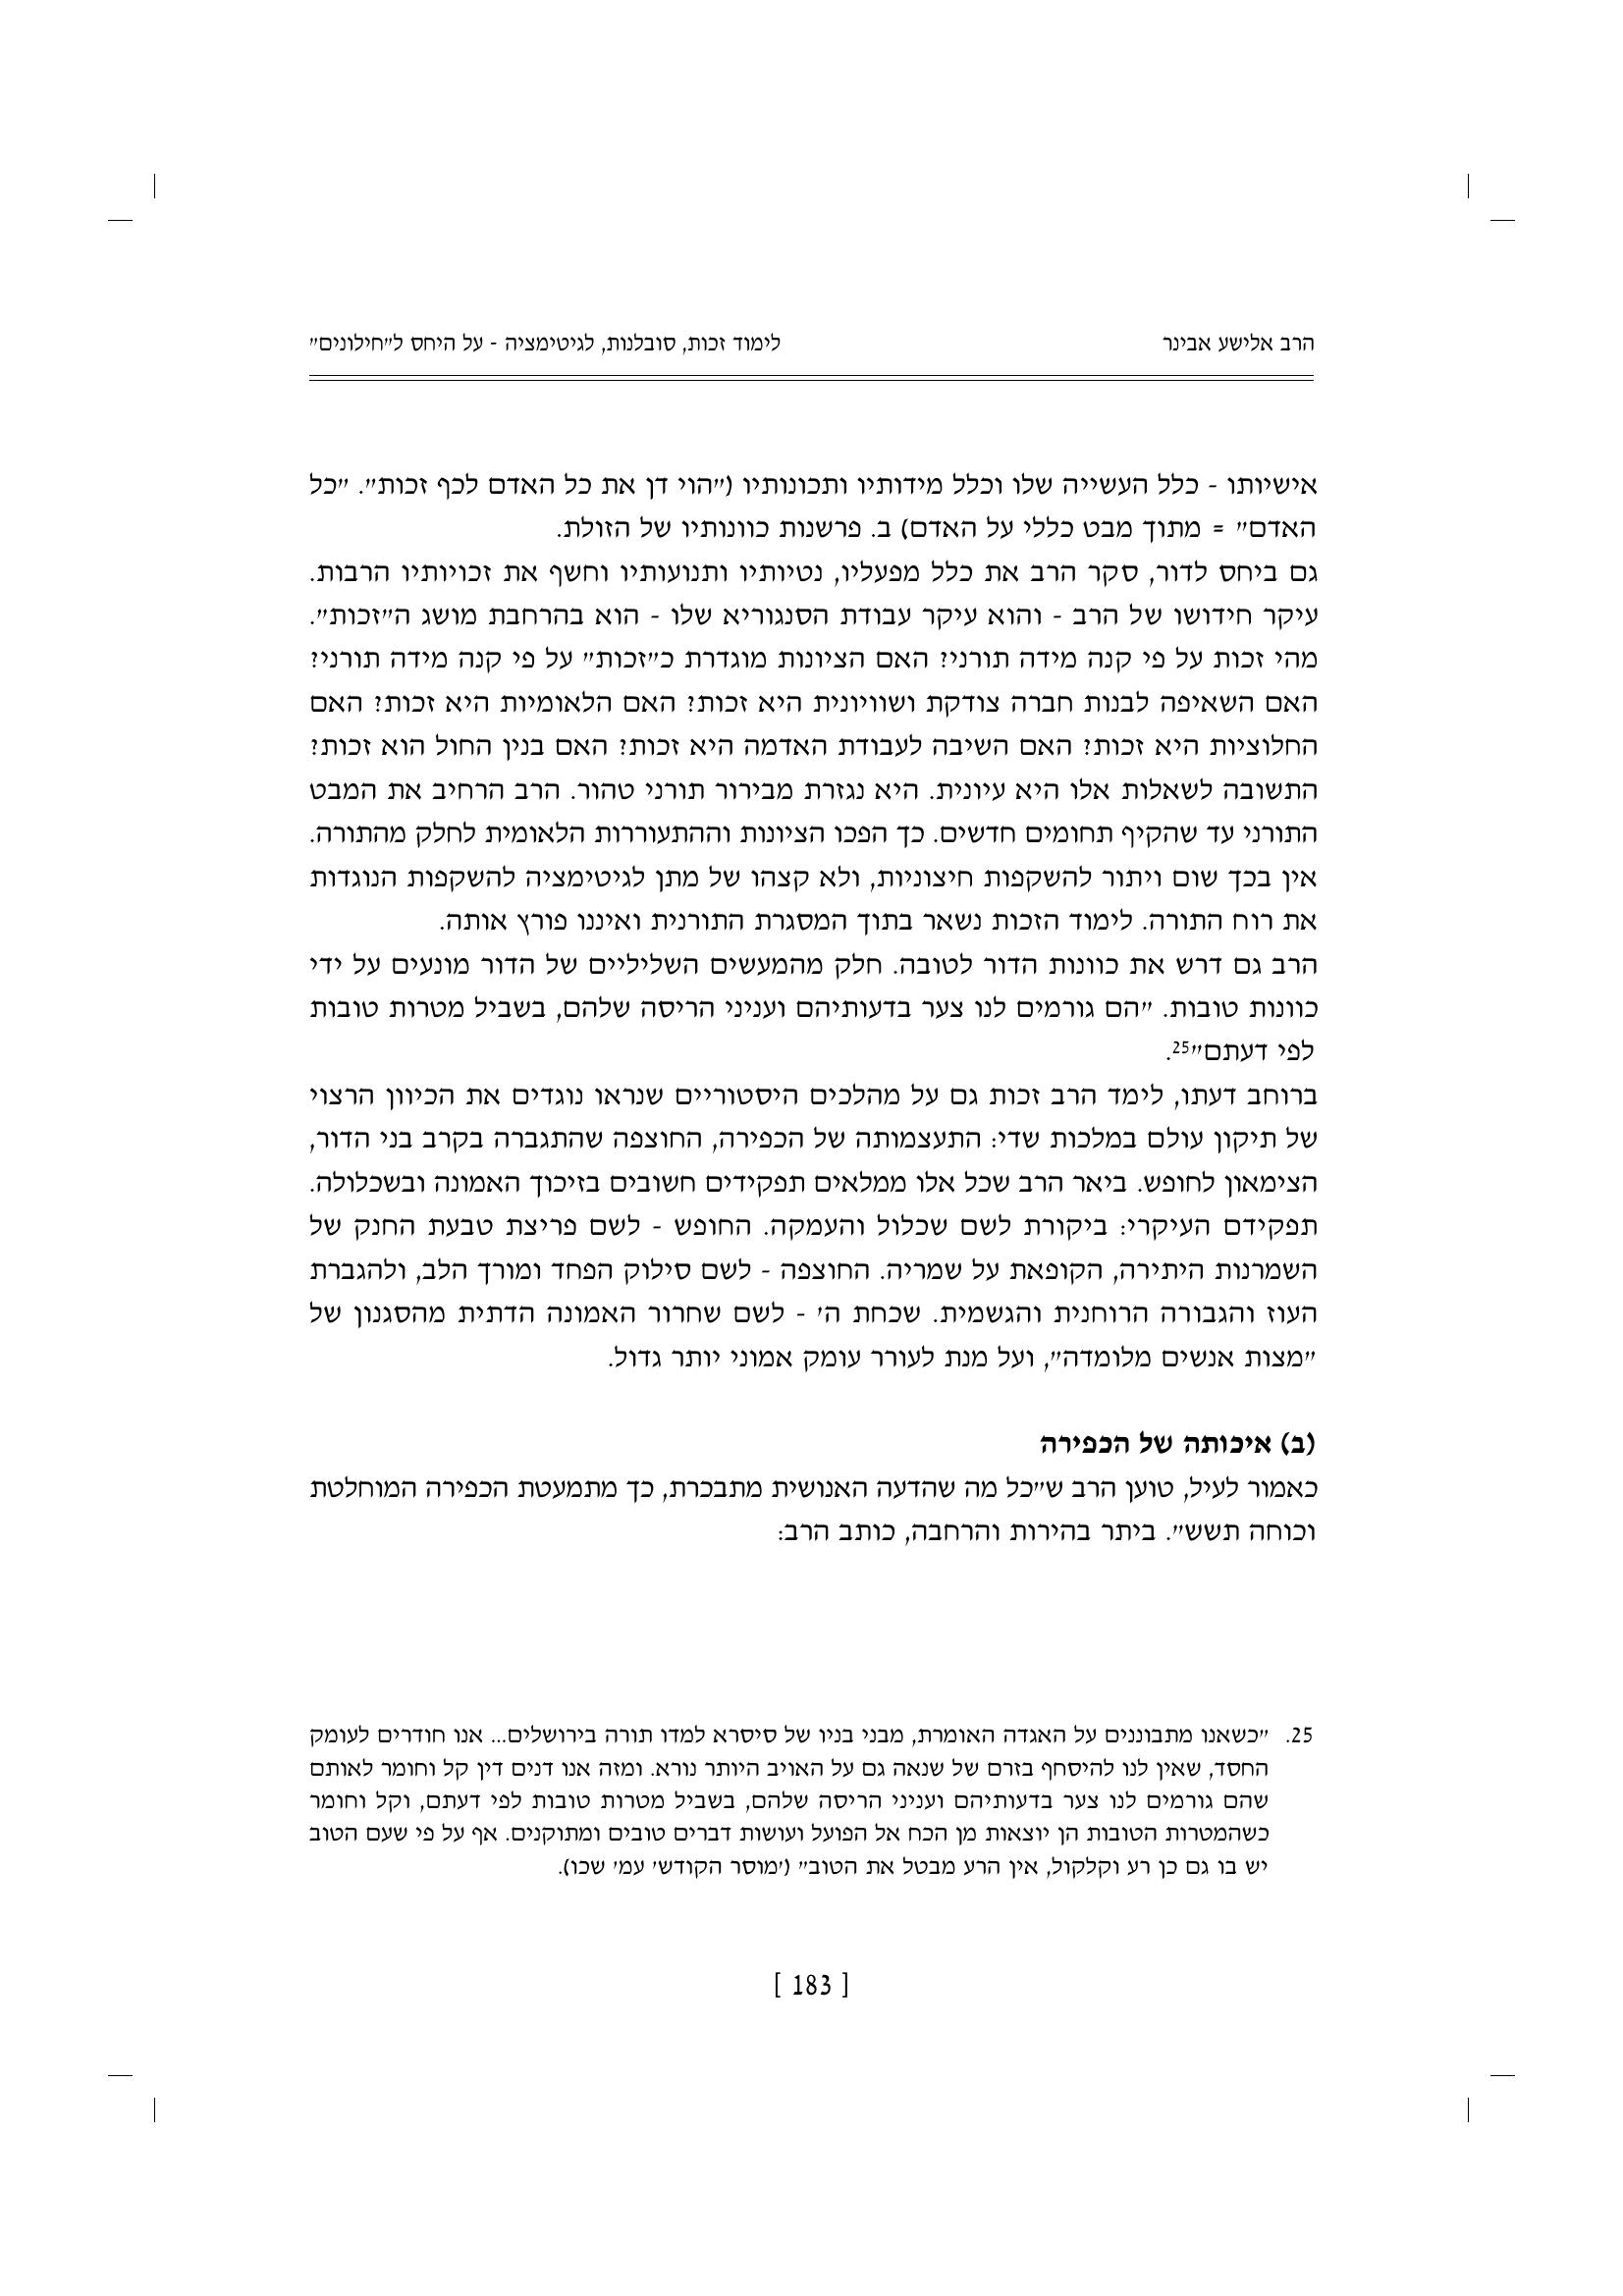 הרב אלישע אבינר לימוד זכות, סובלנות, לגיטימציה - על היחס ל״חילונים״
אישיותו - כלל העשייה שלו וכלל מידותיו ותכונותיו (״הוי דן את כל האדם לכף זכות״. ״כל
האדם״ = מתוך מבט כללי על האדם) ב. פרשנות כוונותיו של הזולת.
גם ביחס לדור, סקר הרב את כלל מפעליו, נטיותיו ותנועותיו וחשף את זכויותיו הרבות.
עיקר חידושו של הרב - והוא עיקר עבודת הסנגוריא שלו - הוא בהרחבת מושג ה״זכות״.
מהי זכות על פי קנה מידה תורני? האם הציונות מוגדרת כ״זכות״ על פי קנה מידה תורני?
האם השאיפה לבנות חברה צודקת ושוויונית היא זכות? האם הלאומיות היא זכות? האם
החלוציות היא זכות? האם השיבה לעבודת האדמה היא זכות? האם בנין החול הוא זכות?
התשובה לשאלות אלו היא עיונית. היא נגזרת מבירור תורני טהור. הרב הרחיב את המבט
התורני עד שהקיף תחומים חדשים. כך הפכו הציונות וההתעוררות הלאומית לחלק מהתורה.
אין בכך שום ויתור להשקפות חיצוניות, ולא קצהו של מתן לגיטימציה להשקפות הנוגדות
את רוח התורה. לימוד הזכות נשאר בתוך המסגרת התורנית ואיננו פורץ אותה.
הרב גם דרש את כוונות הדור לטובה. חלק מהמעשים השליליים של הדור מונעים על ידי
כוונות טובות. ״הם גורמים לנו צער בדעותיהם ועניני הריסה שלהם, בשביל מטרות טובות
לפי דעתם״25.
ברוחב דעתו, לימד הרב זכות גם על מהלכים היסטוריים שנראו נוגדים את הכיוון הרצוי
של תיקון עולם במלכות שדי: התעצמותה של הכפירה, החוצפה שהתגברה בקרב בני הדור,
הצימאון לחופש. ביאר הרב שכל אלו ממלאים תפקידים חשובים בזיכוך האמונה ובשכלולה.
תפקידם העיקרי: ביקורת לשם שכלול והעמקה. החופש - לשם פריצת טבעת החנק של
השמרנות היתירה, הקופאת על שמריה. החוצפה - לשם סילוק הפחד ומורך הלב, ולהגברת
העוז והגבורה הרוחנית והגשמית. שכחת ה׳ - לשם שחרור האמונה הדתית מהסגנון של
״מצות אנשים מלומדה״, ועל מנת לעורר עומק אמוני יותר גדול.
(ב) איכותה של הכפירה
כאמור לעיל, טוען הרב ש״כל מה שהדעה האנושית מתבכרת, כך מתמעטת הכפירה המוחלטת
וכוחה תשש״. ביתר בהירות והרחבה, כותב הרב:
25. ״כשאנו מתבוננים על האגדה האומרת, מבני בניו של סיסרא למדו תורה בירושלים... אנו חודרים לעומק
החסד, שאין לנו להיסחף בזרם של שנאה גם על האויב היותר נורא. ומזה אנו דנים דין קל וחומר לאותם
שהם גורמים לנו צער בדעותיהם ועניני הריסה שלהם, בשביל מטרות טובות לפי דעתם, וקל וחומר
כשהמטרות הטובות הן יוצאות מן הכח אל הפועל ועושות דברים טובים ומתוקנים. אף על פי שעם הטוב
יש בו גם כן רע וקלקול, אין הרע מבטל את הטוב״ (׳מוסר הקודש׳ עמ׳ שכו).
[ 183 ]